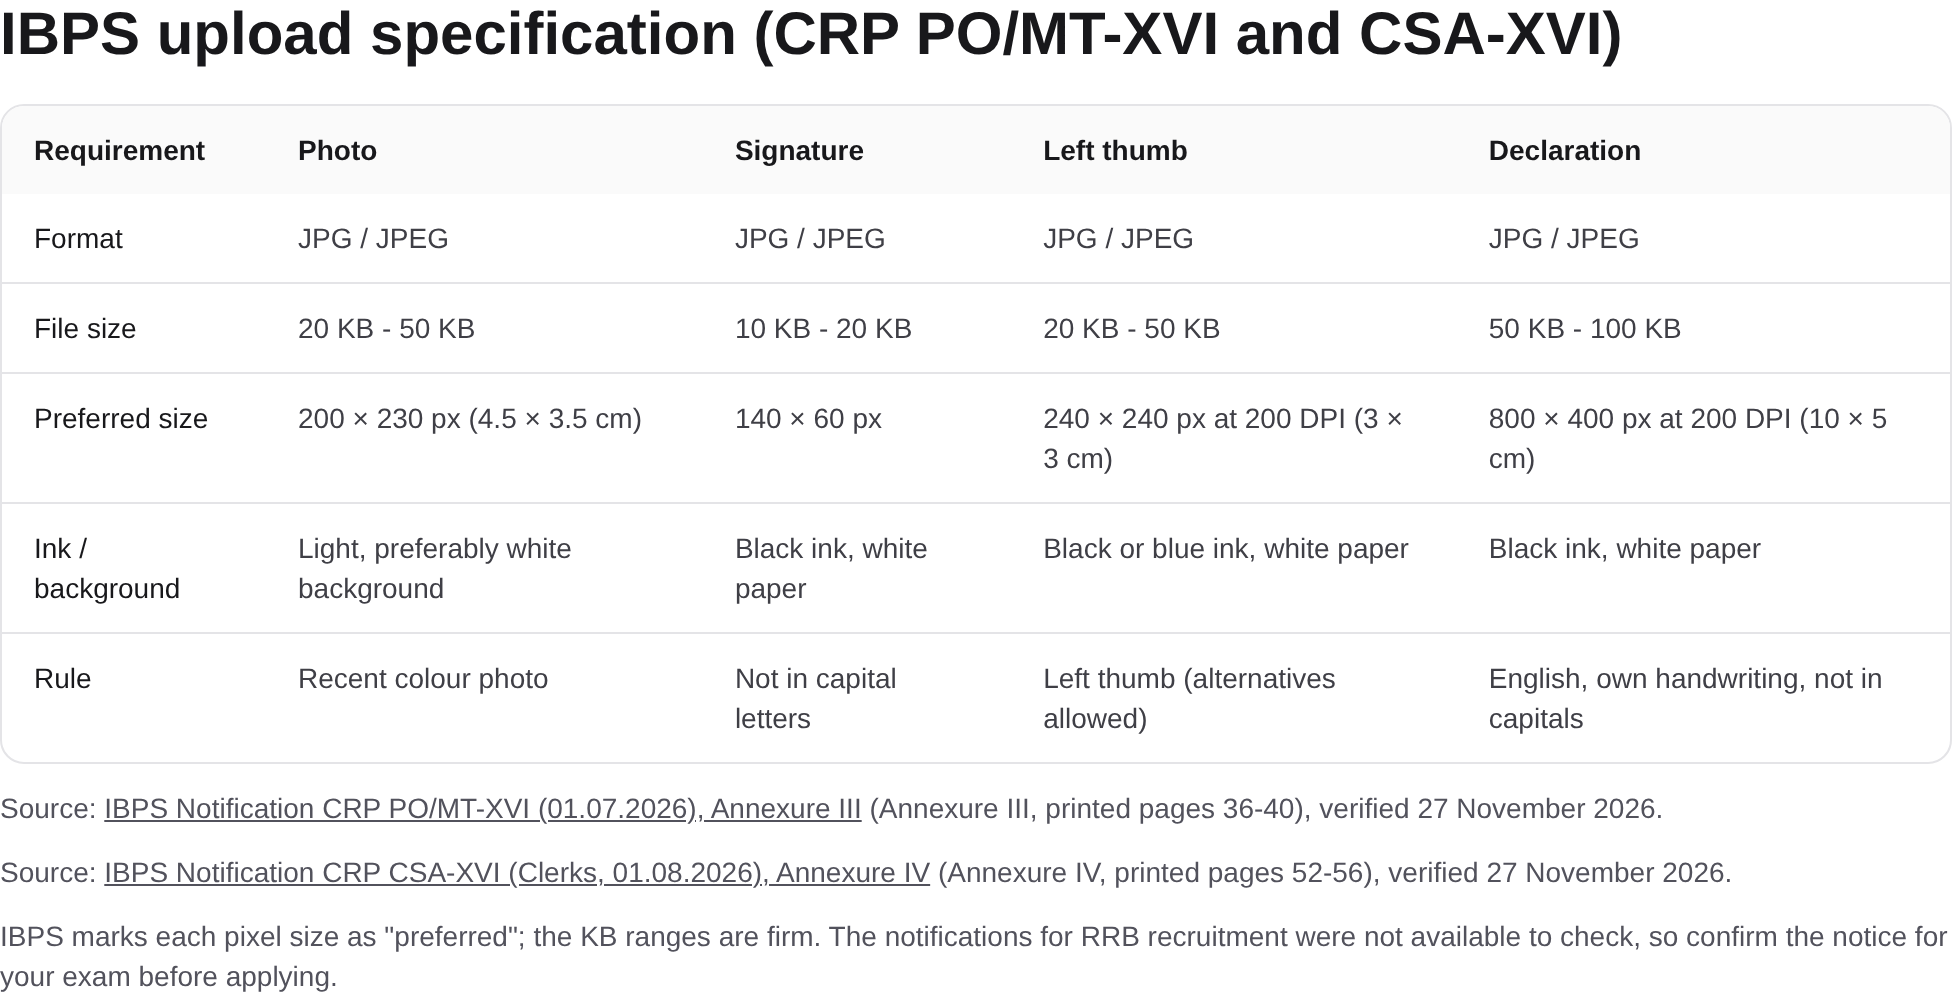 IBPS upload specification (CRP PO/MT-XVI and CSA-XVI)
Requirement Photo Signature Left thumb Declaration
Format JPG / JPEG JPG / JPEG JPG / JPEG JPG / JPEG
File size 20 KB - 50 KB 10 KB - 20 KB 20 KB - 50 KB 50 KB - 100 KB
Preferred size 200 × 230 px (4.5 × 3.5 cm) 140 × 60 px 240 × 240 px at 200 DPI (3 × 800 × 400 px at 200 DPI (10 × 5
3 cm) cm)
Ink / Light, preferably white Black ink, white Black or blue ink, white paper Black ink, white paper
background background paper
Rule Recent colour photo Not in capital Left thumb (alternatives English, own handwriting, not in
letters allowed) capitals
Source: IBPS Notification CRP PO/MT-XVI (01.07.2026), Annexure III (Annexure III, printed pages 36-40), verified 27 November 2026.
Source: IBPS Notification CRP CSA-XVI (Clerks, 01.08.2026), Annexure IV (Annexure IV, printed pages 52-56), verified 27 November 2026.
IBPS marks each pixel size as "preferred"; the KB ranges are firm. The notifications for RRB recruitment were not available to check, so confirm the notice for
your exam before applying.